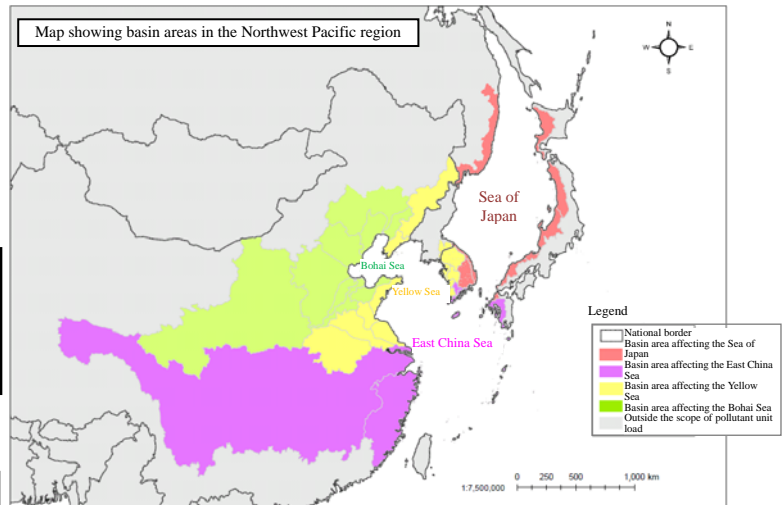 Map showing basin areas in the Northwest Pacific region
N
W
E
S
Sea of
Japan
Bohai Sea
Yellow Sea
East China Sea
Legend
National border
Basin area affecting the Sea of
Japan
Basin area affecting the East China
Sea
Basin area affecting the Yellow
Sea
Basin area affecting the Bohai Sea
Outside the scope of pollutant unit
load
1:7,500,000
0 250 500 1,000 km